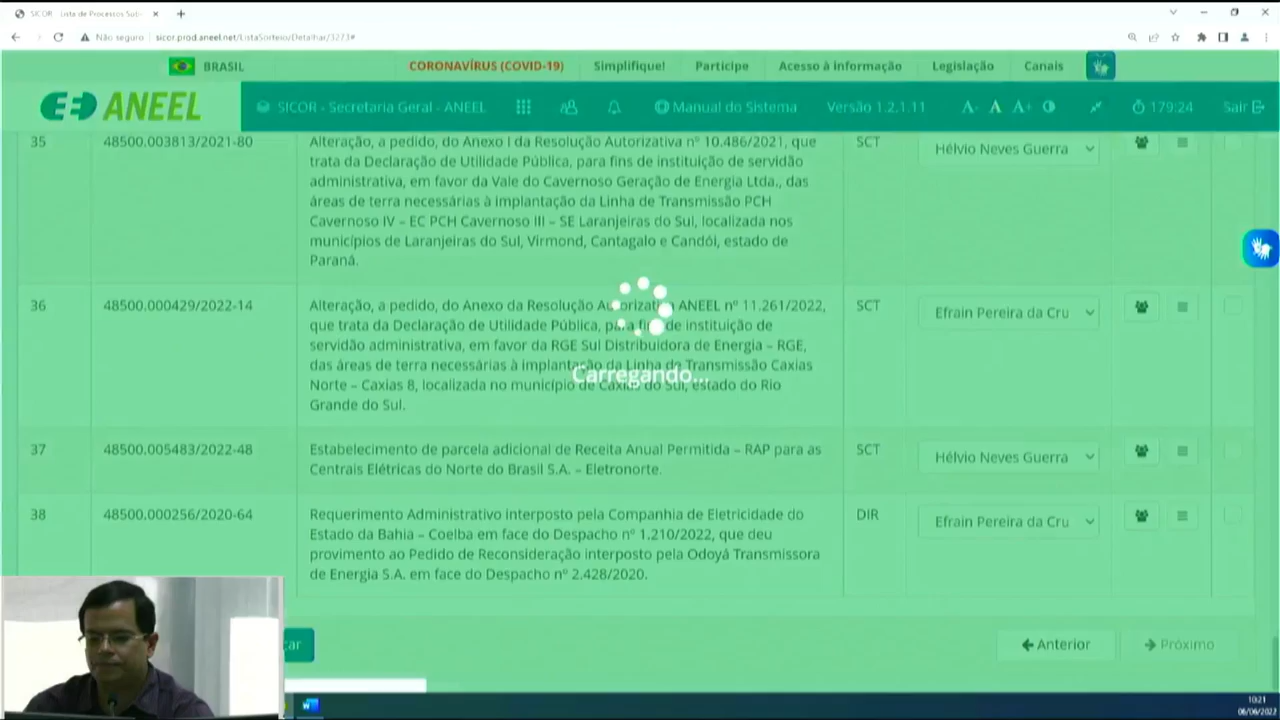 SICOR - Lista de Processos Sub
Não seguro
sicor.prod.aneel.net/ListaSorteio/Detalhar/3273#
BRASIL
CORONAVÍRUS (COVID-19)
Simplifique!
Participe
Acesso à informação
Legislação
Canais
ANEEL
SICOR - Secretaria Geral - ANEEL
Manual do Sistema
Versão 1.2.1.11
A-
A
A+
179:24
Sair
35
48500.003813/2021-80
Alteração, a pedido, do Anexo I da Resolução Autorizativa nº 10.486/2021, que
trata da Declaração de Utilidade Pública, para fins de instituição de servidão
administrativa, em favor da Vale do Cavernoso Geração de Energia Ltda., das
áreas de terra necessárias à implantação da Linha de Transmissão PCH
Cavernoso IV – EC PCH Cavernoso III – SE Laranjeiras do Sul, localizada nos
municípios de Laranjeiras do Sul, Virmond, Cantagalo e Candói, estado de
Paraná.
SCT
Hélvio Neves Guerra
36
48500.000429/2022-14
Alteração, a pedido, do Anexo da Resolução Autorizativa ANEEL nº 11.261/2022,
que trata da Declaração de Utilidade Pública, para fins de instituição de
servidão administrativa, em favor da RGE Sul Distribuidora de Energia – RGE,
das áreas de terra necessárias à implantação da Linha de Transmissão Caxias
Norte – Caxias 8, localizada no município de Caxias do Sul, estado do Rio
Grande do Sul.
SCT
Efrain Pereira da Cru
Carregando...
37
48500.005483/2022-48
Estabelecimento de parcela adicional de Receita Anual Permitida – RAP para as
Centrais Elétricas do Norte do Brasil S.A. – Eletronorte.
SCT
Hélvio Neves Guerra
38
48500.000256/2020-64
Requerimento Administrativo interposto pela Companhia de Eletricidade do
Estado da Bahia – Coelba em face do Despacho nº 1.210/2022, que deu
provimento ao Pedido de Reconsideração interposto pela Odoyá Transmissora
de Energia S.A. em face do Despacho nº 2.428/2020.
DIR
Efrain Pereira da Cru
ar
Anterior
Próximo
10:21